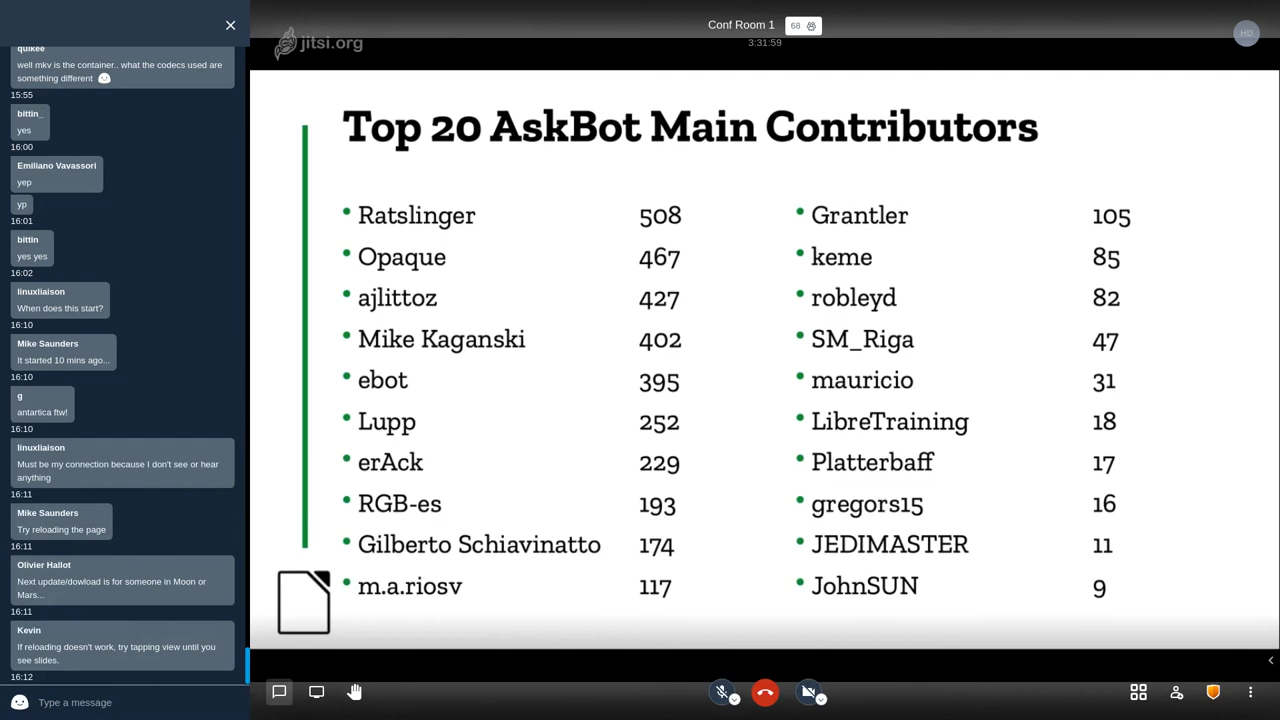 quikee
well mkv is the container.. what the codecs used are
something different
15:55
bittin_
yes
16:00
Emiliano Vavassori
yep
yp
16:01
bittin
yes yes
16:02
linuxliaison
When does this start?
16:10
Mike Saunders
It started 10 mins ago...
16:10
g
antartica ftw!
16:10
linuxliaison
Must be my connection because I don't see or hear
anything
16:11
Mike Saunders
Try reloading the page
16:11
Olivier Hallot
Next update/dowload is for someone in Moon or
Mars...
16:11
Kevin
If reloading doesn't work, try tapping view until you
see slides.
16:12
Type a message
jitsi.org
Conf Room 1
68
3:31:59
HD
Top 20 AskBot Main Contributors
• Ratslinger 508
• Opaque 467
• ajlittoz 427
• Mike Kaganski 402
• ebot 395
• Lupp 252
• erAck 229
• RGB-es 193
• Gilberto Schiavinatto 174
• m.a.riosv 117
• Grantler 105
• keme 85
• robleyd 82
• SM_Riga 47
• mauricio 31
• LibreTraining 18
• Platterbaff 17
• gregors15 16
• JEDIMASTER 11
• JohnSUN 9